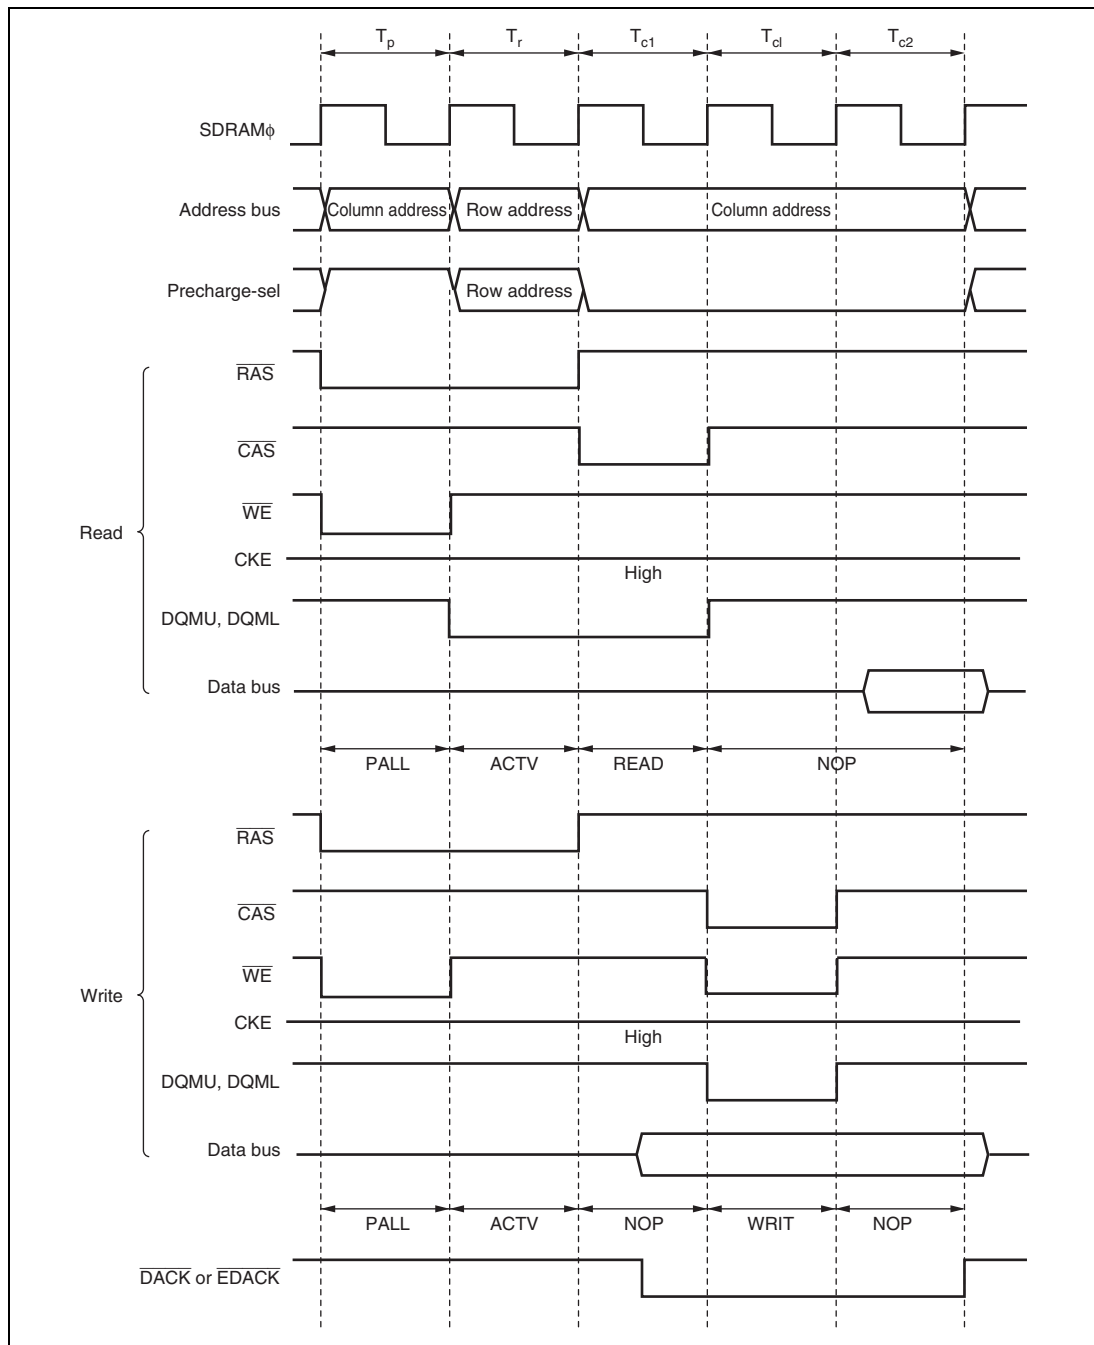 Tp Tr Tc1 Tcl Tc2
SDRAMϕ
Address bus Column address Row address Column address
Precharge-sel Row address
RAS
CAS
WE
Read
CKE
High
DQMU, DQML
Data bus
PALL ACTV READ NOP
RAS
CAS
WE
Write
CKE
High
DQMU, DQML
Data bus
PALL ACTV NOP WRIT NOP
DACK or EDACK